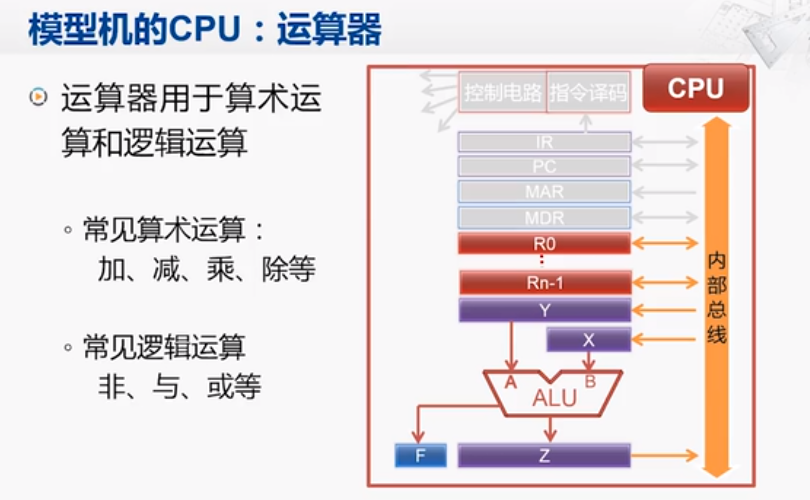 模型机的CPU：运算器
运算器用于算术运
算和逻辑运算
常见算术运算：
加、减、乘、除等
常见逻辑运算
非、与、或等
CPU
控制电路 指令译码
IR
PC
MAR
MDR
R0
Rn-1
Y
X
A B
ALU
F Z
内部总线